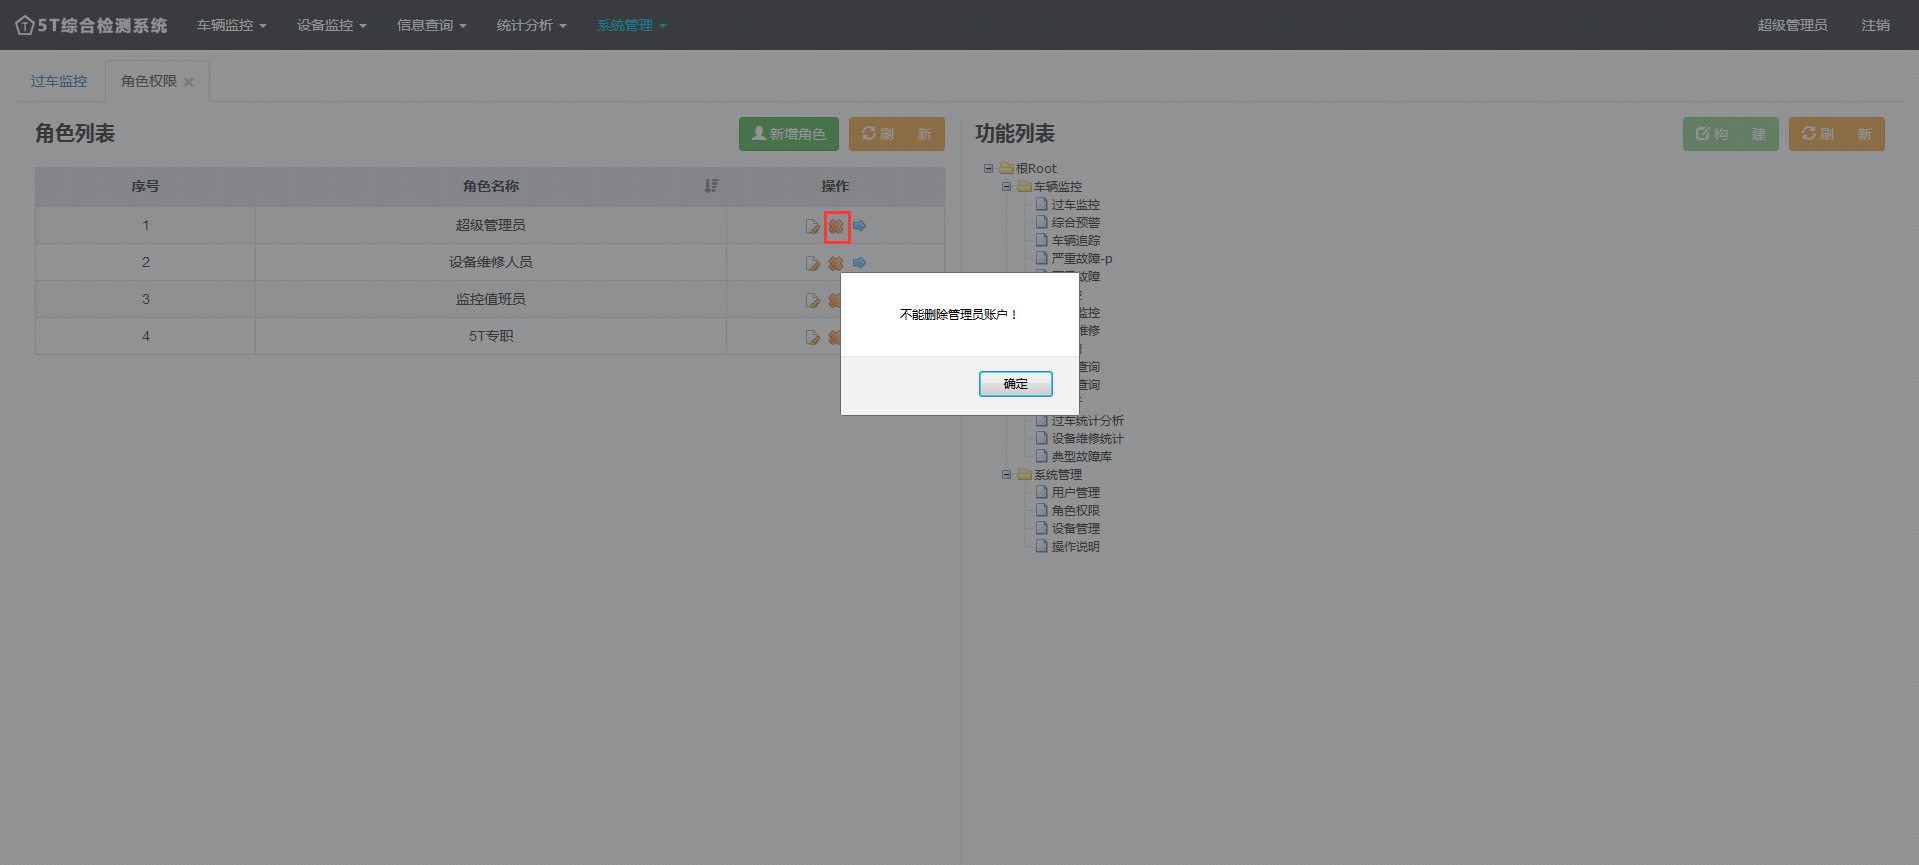 5T综合检测系统 车辆监控 设备监控 信息查询 统计分析 系统管理 超级管理员 注销
过车监控 角色权限
角色列表 新增角色 刷 新
序号 角色名称 操作
1 超级管理员
2 设备维修人员
3 监控值班员
4 5T专职
功能列表 构 建 刷 新
根Root
车辆监控
过车监控
综合预警
车辆追踪
严重故障-p
故障
监控
维修
查询
查询
过车统计分析
设备维修统计
典型故障库
系统管理
用户管理
角色权限
设备管理
操作说明
不能删除管理员账户！
确定